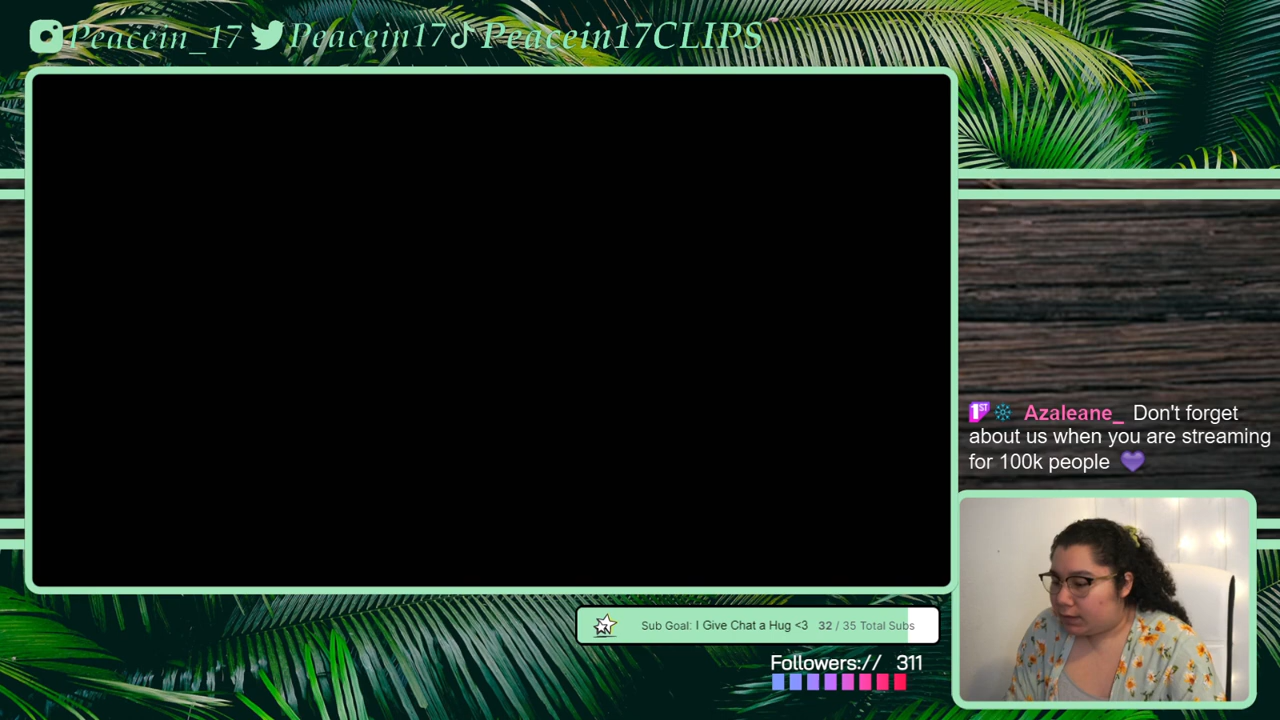 Peacein_17 Peacein17 Peacein17CLIPS
1ST Azaleane_ Don't forget
about us when you are streaming
for 100k people
Sub Goal: I Give Chat a Hug <3 32 / 35 Total Subs
Followers:// 311